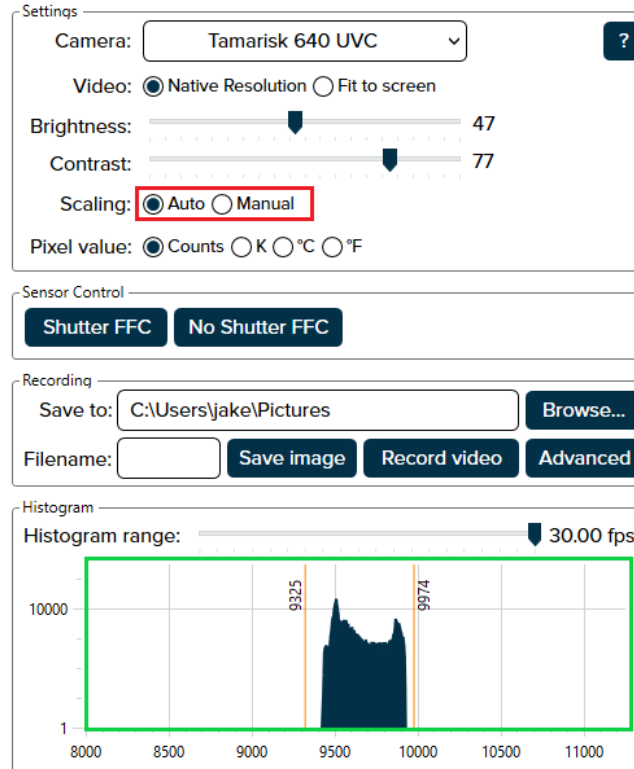 Settings
Camera: Tamarisk 640 UVC ?
Video: Native Resolution Fit to screen
Brightness: 47
Contrast: 77
Scaling: Auto Manual
Pixel value: Counts K °C °F
Sensor Control
Shutter FFC No Shutter FFC
Recording
Save to: C:\Users\jake\Pictures Browse...
Filename: Save image Record video Advanced
Histogram
Histogram range: 30.00 fps
9325 9974
10000
1
8000 8500 9000 9500 10000 10500 11000